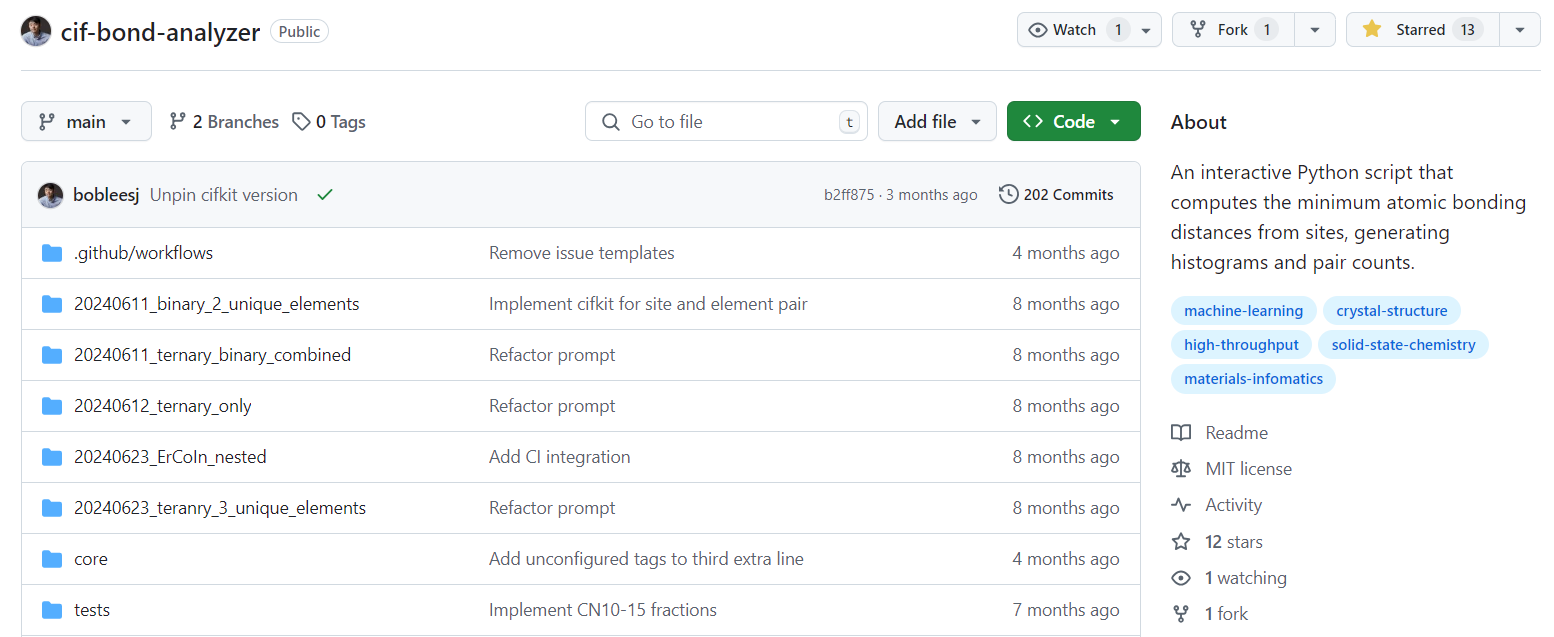 cif-bond-analyzer Public
Watch 1
Fork 1
Starred 13
main
2 Branches
0 Tags
Go to file
t
Add file
Code
bobleesj Unpin cifkit version
b2ff875 · 3 months ago
202 Commits
.github/workflows Remove issue templates 4 months ago
20240611_binary_2_unique_elements Implement cifkit for site and element pair 8 months ago
20240611_ternary_binary_combined Refactor prompt 8 months ago
20240612_ternary_only Refactor prompt 8 months ago
20240623_ErCoIn_nested Add CI integration 8 months ago
20240623_teranry_3_unique_elements Refactor prompt 8 months ago
core Add unconfigured tags to third extra line 4 months ago
tests Implement CN10-15 fractions 7 months ago
About
An interactive Python script that
computes the minimum atomic bonding
distances from sites, generating
histograms and pair counts.
machine-learning crystal-structure
high-throughput solid-state-chemistry
materials-infomatics
Readme
MIT license
Activity
12 stars
1 watching
1 fork